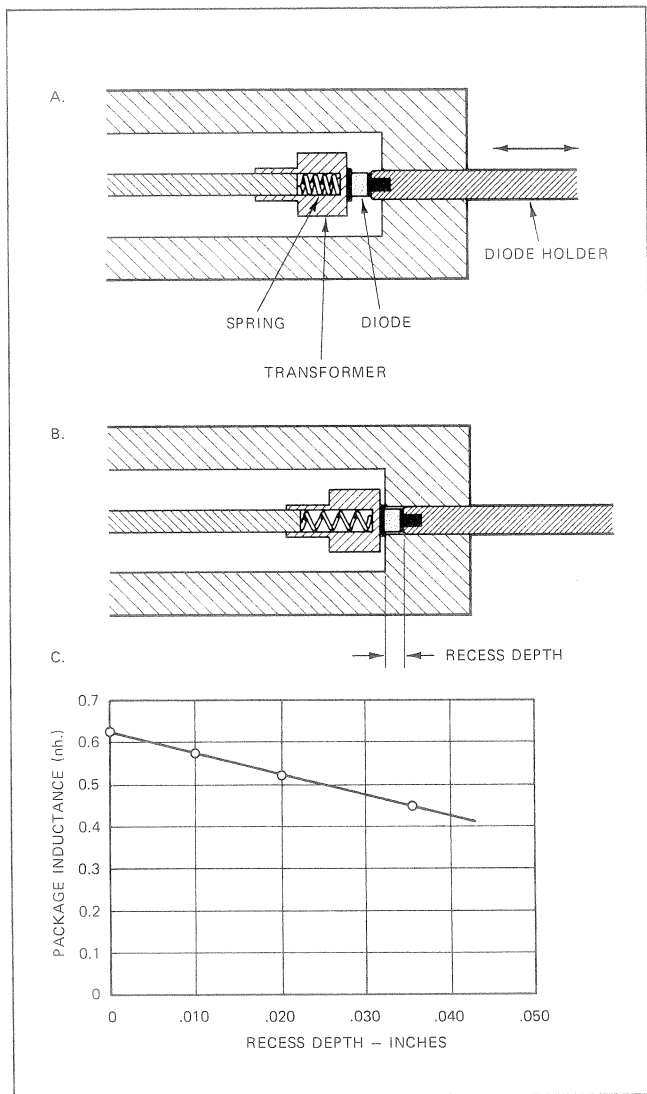 A.
DIODE HOLDER
SPRING
DIODE
TRANSFORMER
B.
RECESS DEPTH
C.
PACKAGE INDUCTANCE (nh.)
0.7
0.6
0.5
0.4
0.3
0.2
0.1
0
0 .010 .020 .030 .040 .050
RECESS DEPTH – INCHES